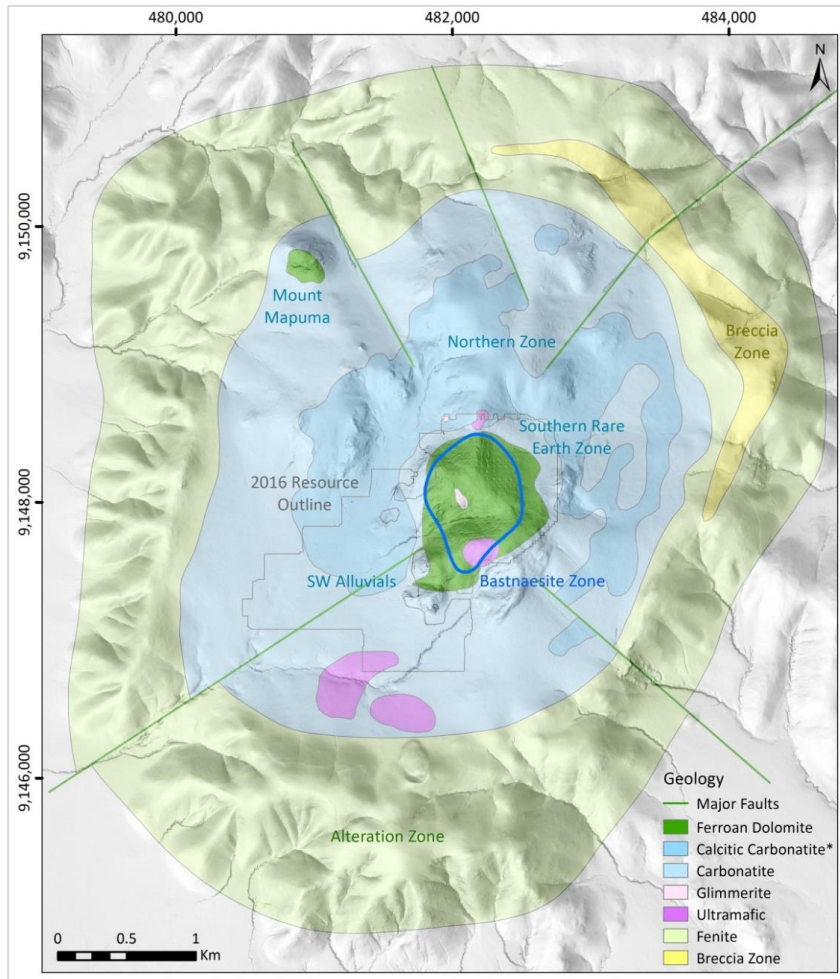 480,000
482,000
484,000
N
9,150,000
Mount
Mapuma
Northern Zone
Breccia
Zone
Southern Rare
Earth Zone
2016 Resource
Outline
9,148,000
SW Alluvials
Bastnaesite Zone
9,146,000
Alteration Zone
Geology
Major Faults
Ferroan Dolomite
Calcitic Carbonatite*
Carbonatite
Glimmerite
Ultramafic
Fenite
Breccia Zone
0
0.5
1
Km